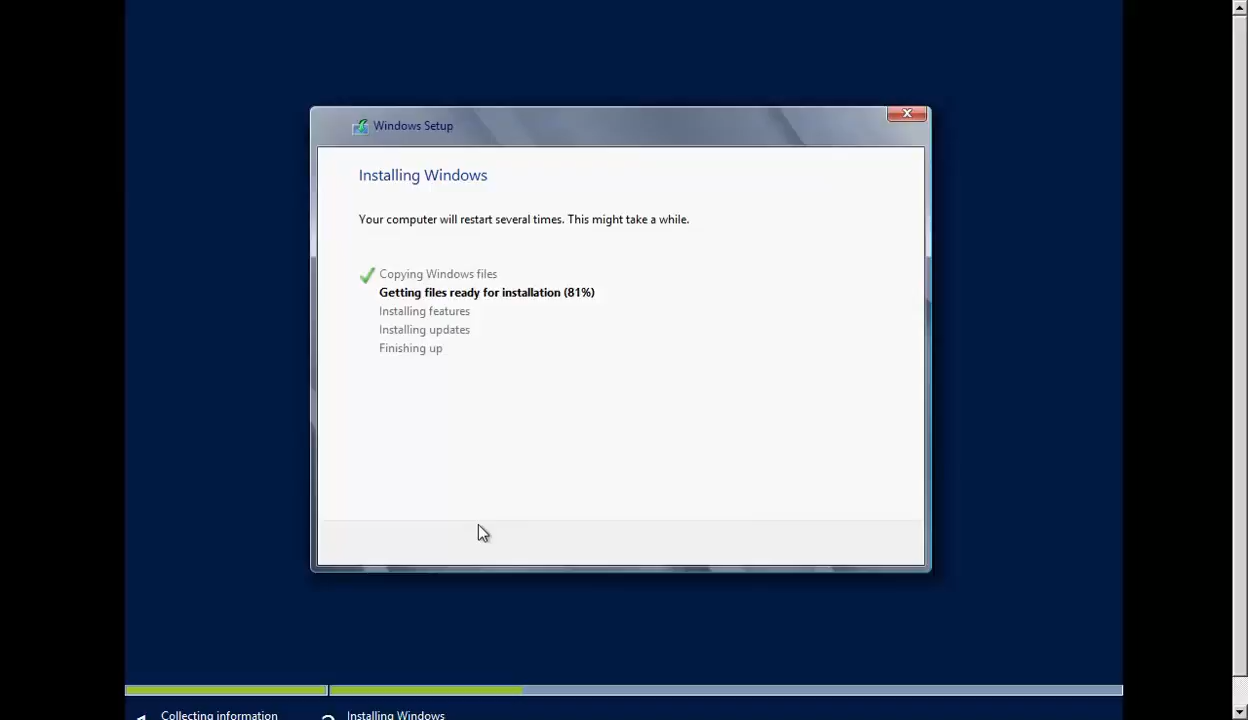 Windows Setup
Installing Windows
Your computer will restart several times. This might take a while.
Copying Windows files
Getting files ready for installation (81%)
Installing features
Installing updates
Finishing up
Collecting information
Installing Windows